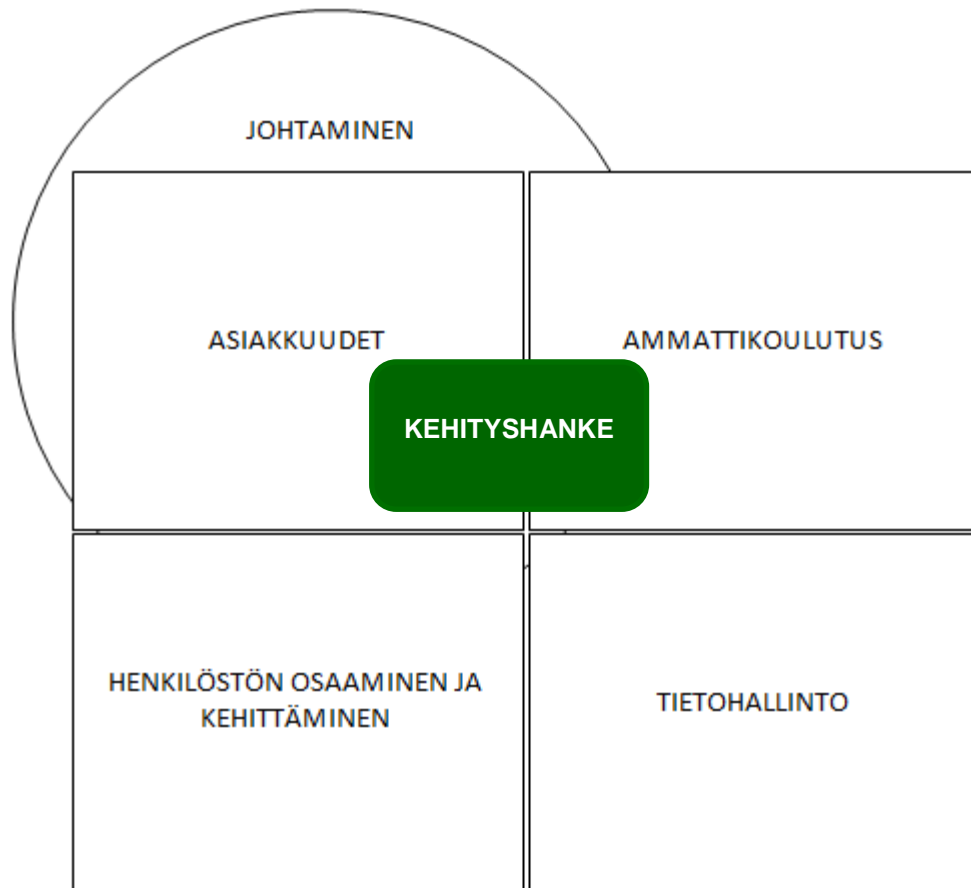 JOHTAMINEN
ASIAKKUUDET
AMMATTIKOULUTUS
KEHITYSHANKE
HENKILÖSTÖN OSAAMINEN JA
KEHITTÄMINEN
TIETOHALLINTO